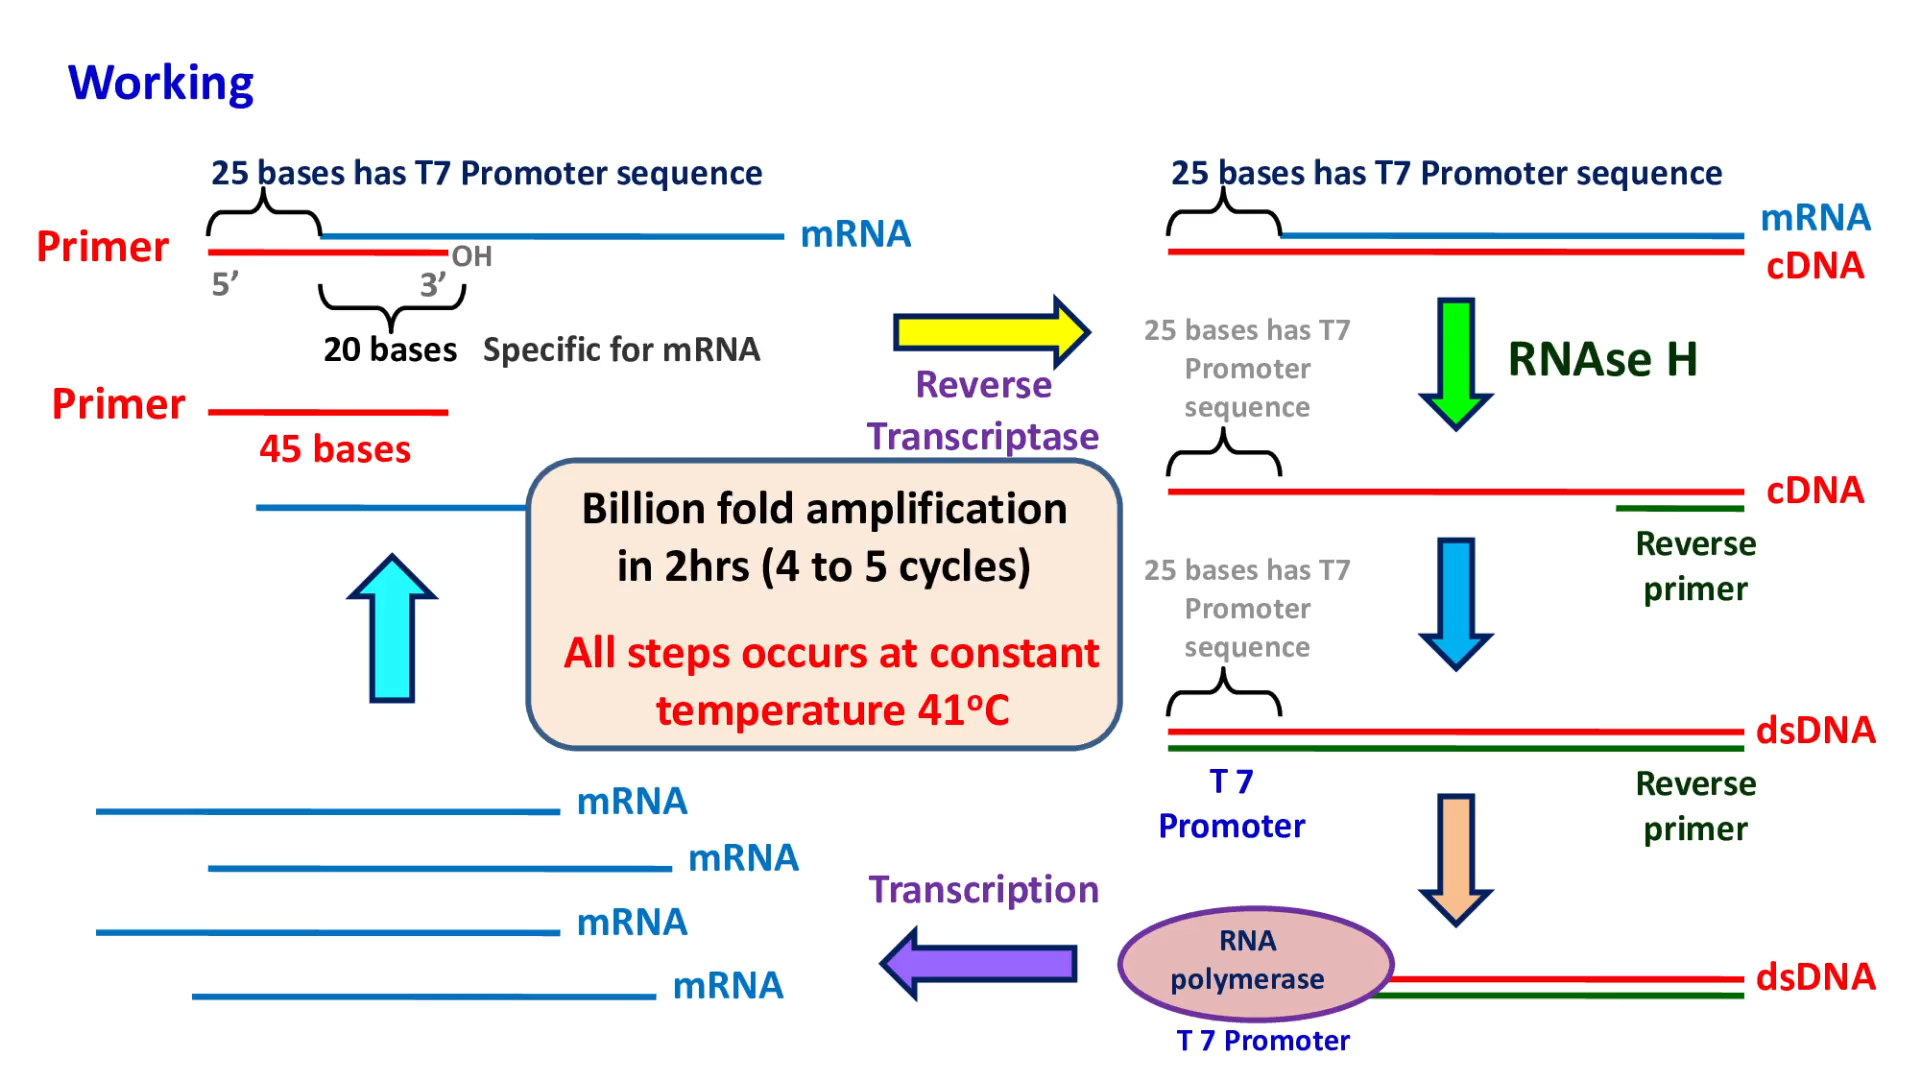 Working
25 bases has T7 Promoter sequence
Primer
mRNA
OH
5’
3’
20 bases
Specific for mRNA
Primer
45 bases
Reverse
Transcriptase
25 bases has T7 Promoter sequence
mRNA
cDNA
25 bases has T7
Promoter
sequence
RNAse H
cDNA
Reverse
primer
25 bases has T7
Promoter
sequence
dsDNA
T 7
Promoter
Reverse
primer
Billion fold amplification
in 2hrs (4 to 5 cycles)
All steps occurs at constant
temperature 41°C
RNA
polymerase
dsDNA
T 7 Promoter
Transcription
mRNA
mRNA
mRNA
mRNA